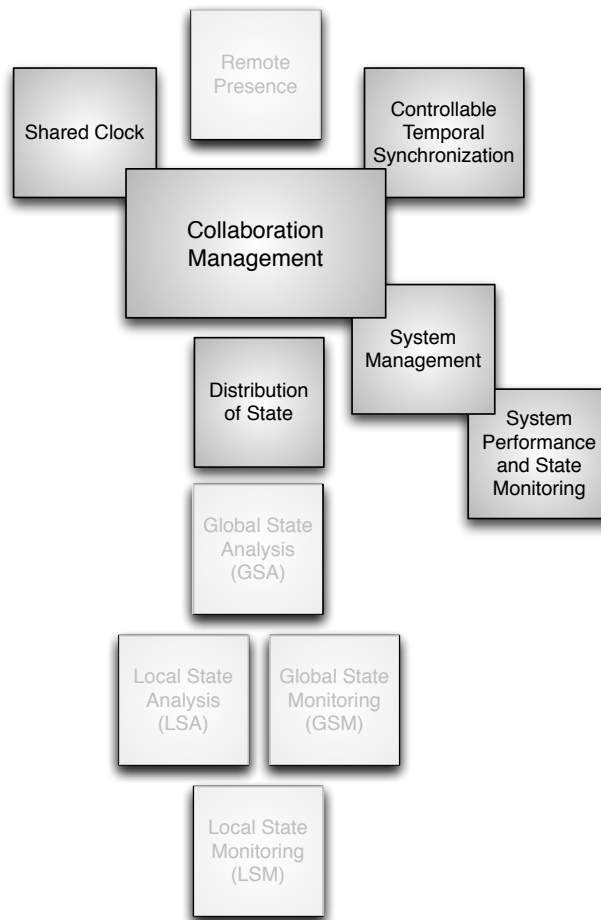 Remote
Presence
Shared Clock
Controllable
Temporal
Synchronization
Collaboration
Management
System
Management
Distribution
of State
System
Performance
and State
Monitoring
Global State
Analysis
(GSA)
Local State
Analysis
(LSA)
Global State
Monitoring
(GSM)
Local State
Monitoring
(LSM)